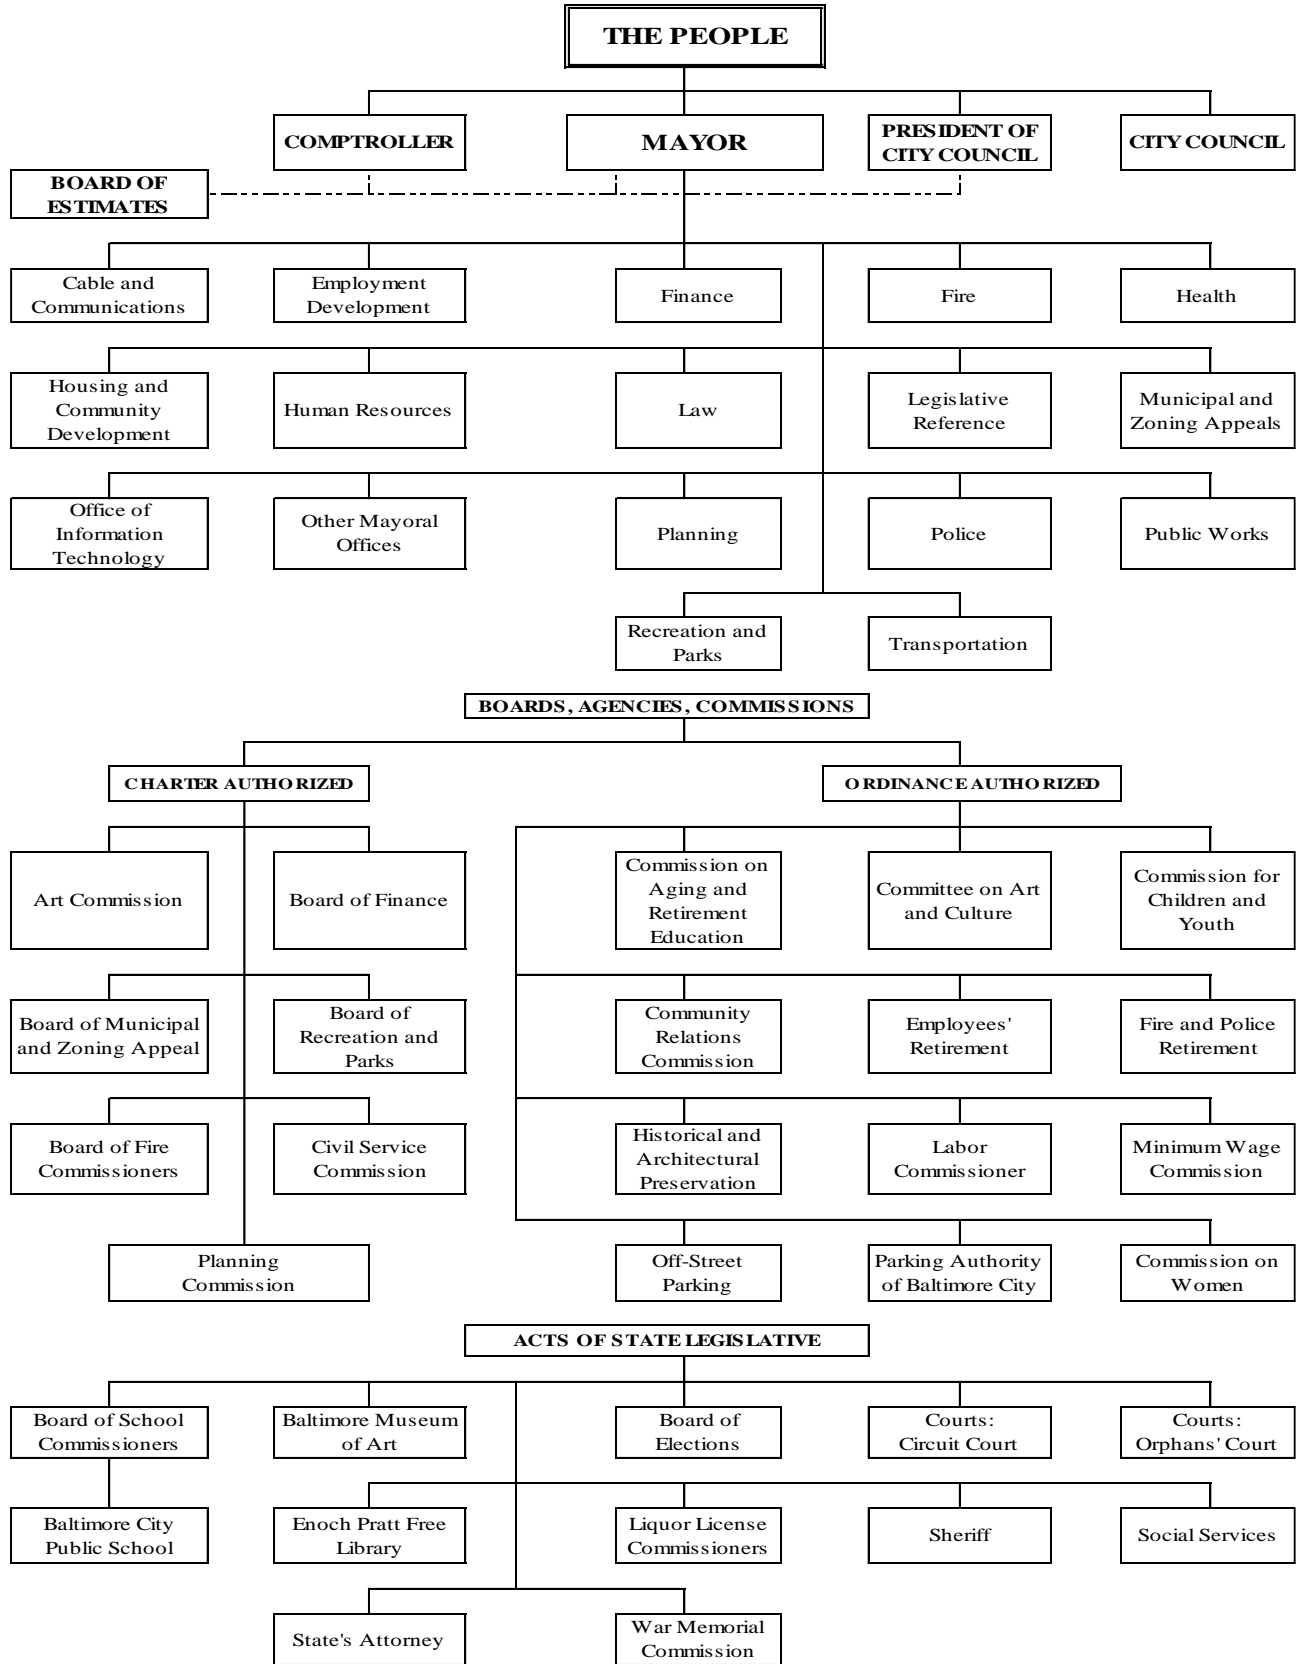 THE PEOPLE
COMPTROLLER
MAYOR
PRESIDENT OF
CITY COUNCIL
CITY COUNCIL
BOARD OF
ESTIMATES
Cable and
Communications
Employment
Development
Finance
Fire
Health
Housing and
Community
Development
Human Resources
Law
Legislative
Reference
Municipal and
Zoning Appeals
Office of
Information
Technology
Other Mayoral
Offices
Planning
Police
Public Works
Recreation and
Parks
Transportation
BOARDS, AGENCIES, COMMISSIONS
CHARTER AUTHORIZED
ORDINANCE AUTHORIZED
Art Commission
Board of Finance
Commission on
Aging and
Retirement
Education
Committee on Art
and Culture
Commission for
Children and
Youth
Board of Municipal
and Zoning Appeal
Board of
Recreation and
Parks
Community
Relations
Commission
Employees'
Retirement
Fire and Police
Retirement
Board of Fire
Commissioners
Civil Service
Commission
Historical and
Architectural
Preservation
Labor
Commissioner
Minimum Wage
Commission
Planning
Commission
Off-Street
Parking
Parking Authority
of Baltimore City
Commission on
Women
ACTS OF STATE LEGISLATIVE
Board of School
Commissioners
Baltimore Museum
of Art
Board of
Elections
Courts:
Circuit Court
Courts:
Orphans' Court
Baltimore City
Public School
Enoch Pratt Free
Library
Liquor License
Commissioners
Sheriff
Social Services
State's Attorney
War Memorial
Commission